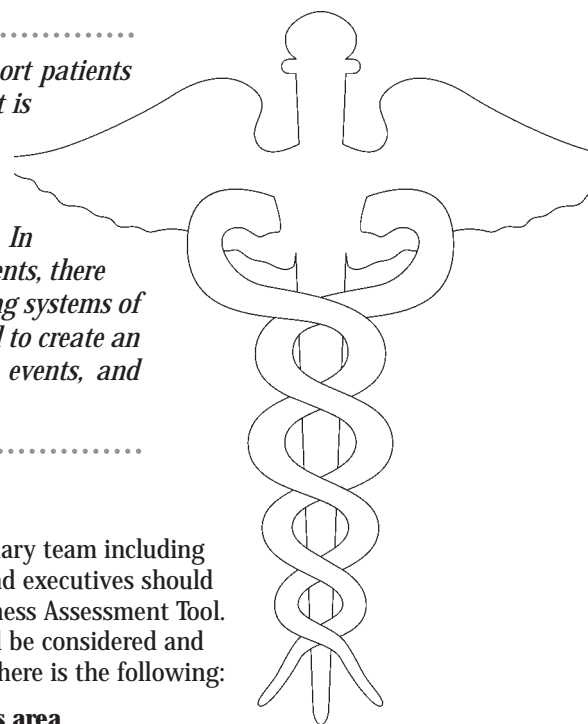 ort patients
t is
In
ents, there
ng systems of
l to create an
events, and
ary team including
nd executives should
ness Assessment Tool.
l be considered and
here is the following:
s area